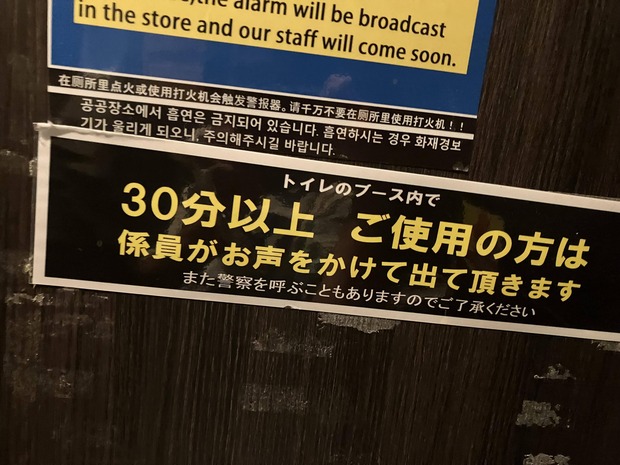 the alarm will be broadcast
in the store and our staff will come soon.
在厕所里点火或使用打火机会触发警报器。请千万不要在厕所里使用打火机！！
공공장소에서 흡연은 금지되어 있습니다. 흡연하시는 경우 화재경보
기가 울리게 되오니, 주의해주시길 바랍니다.
トイレのブース内で
30分以上 ご使用の方は
係員がお声をかけて出て頂きます
また警察を呼ぶこともありますのでご了承ください